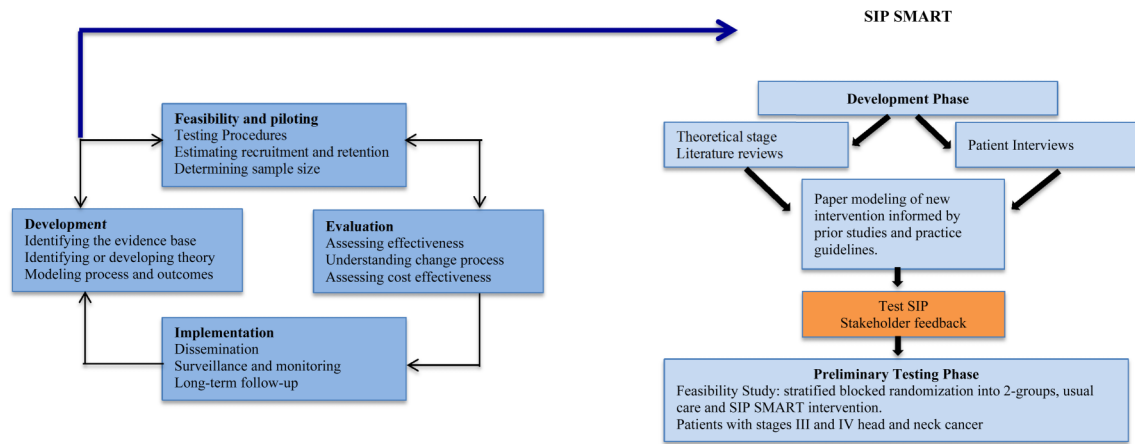 SIP SMART
Feasibility and piloting
Testing Procedures
Estimating recruitment and retention
Determining sample size
Development
Identifying the evidence base
Identifying or developing theory
Modeling process and outcomes
Evaluation
Assessing effectiveness
Understanding change process
Assessing cost effectiveness
Implementation
Dissemination
Surveillance and monitoring
Long-term follow-up
Development Phase
Theoretical stage
Literature reviews
Patient Interviews
Paper modeling of new
intervention informed by
prior studies and practice
guidelines.
Test SIP
Stakeholder feedback
Preliminary Testing Phase
Feasibility Study: stratified blocked randomization into 2-groups, usual
care and SIP SMART intervention.
Patients with stages III and IV head and neck cancer